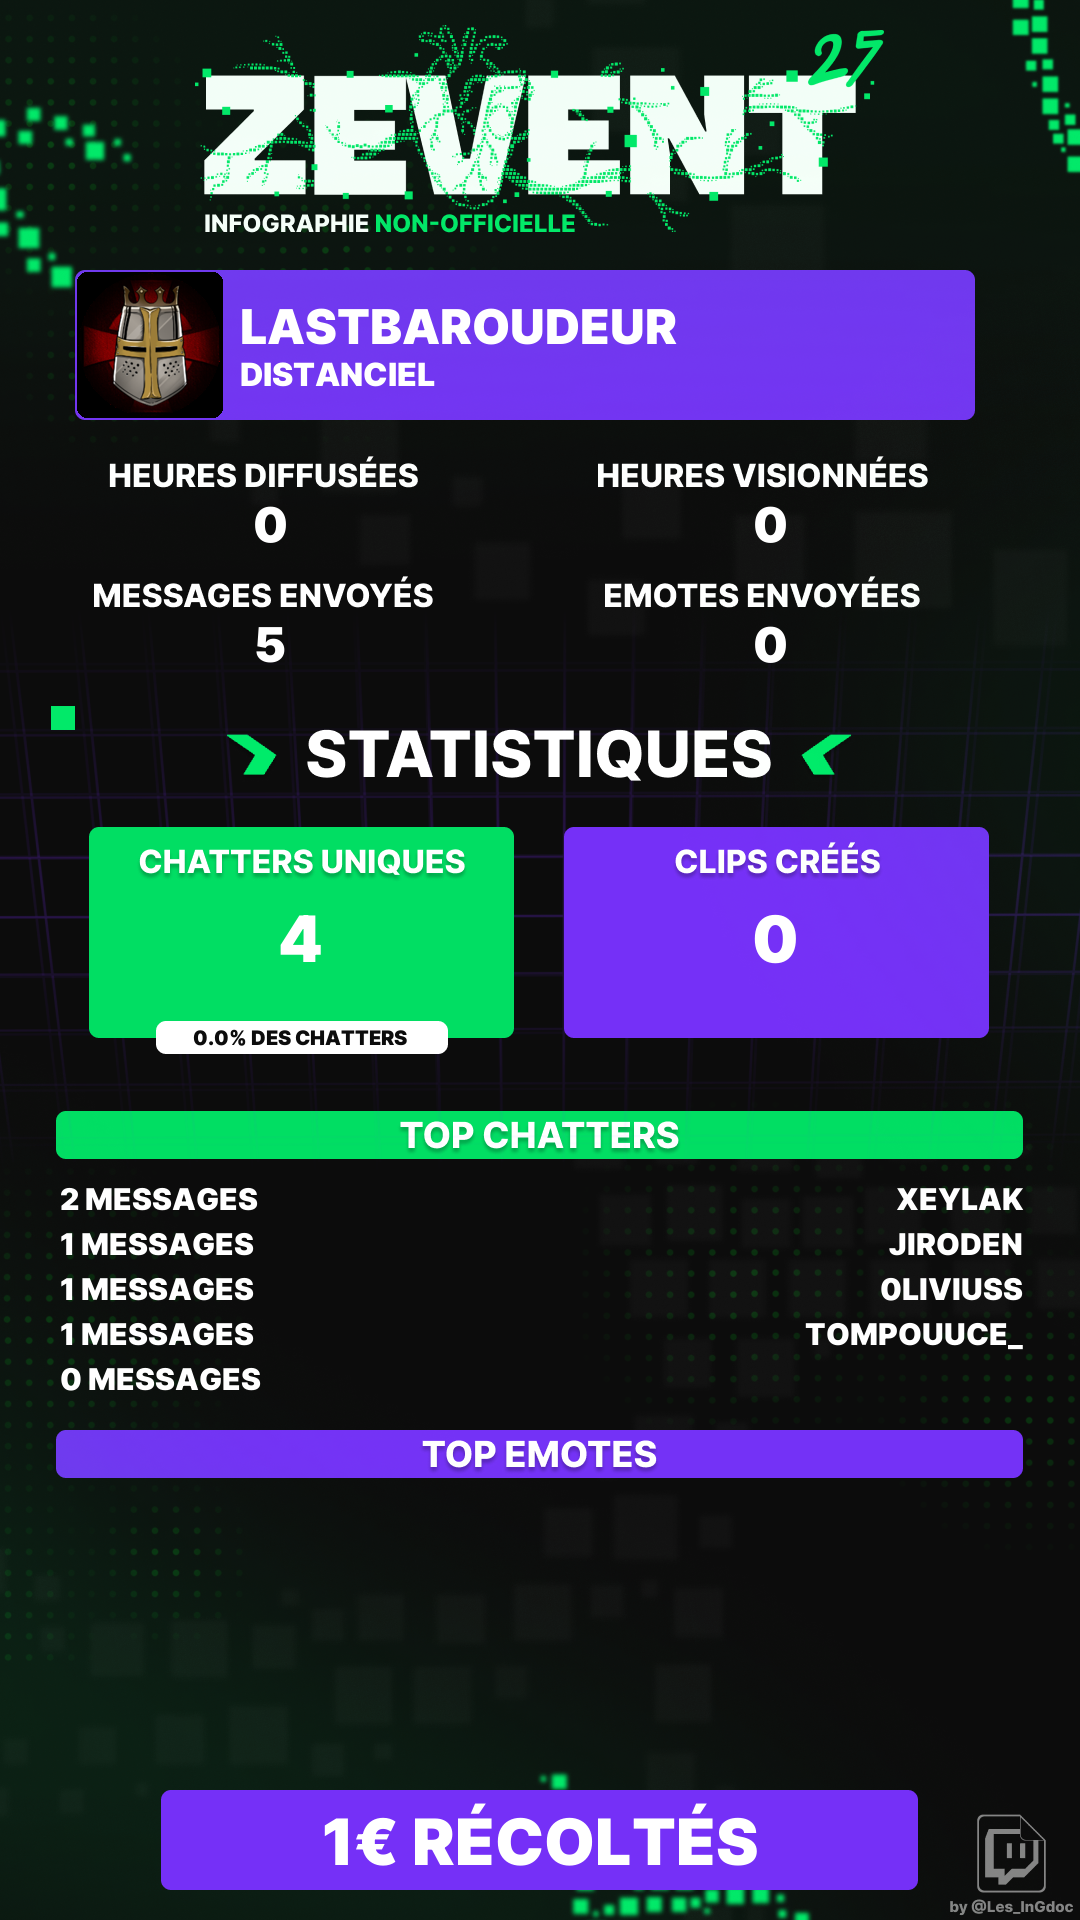 ZEVENT 25
INFOGRAPHIE NON-OFFICIELLE
LASTBAROUDEUR
DISTANCIEL
HEURES DIFFUSÉES
0
HEURES VISIONNÉES
0
MESSAGES ENVOYÉS
5
EMOTES ENVOYÉES
0
STATISTIQUES
CHATTERS UNIQUES
4
0.0% DES CHATTERS
CLIPS CRÉÉS
0
TOP CHATTERS
2 MESSAGES XEYLAK
1 MESSAGES JIRODEN
1 MESSAGES 0LIVIUSS
1 MESSAGES TOMPOUUCE_
0 MESSAGES
TOP EMOTES
1€ RÉCOLTÉS
by @Les_InGdoc